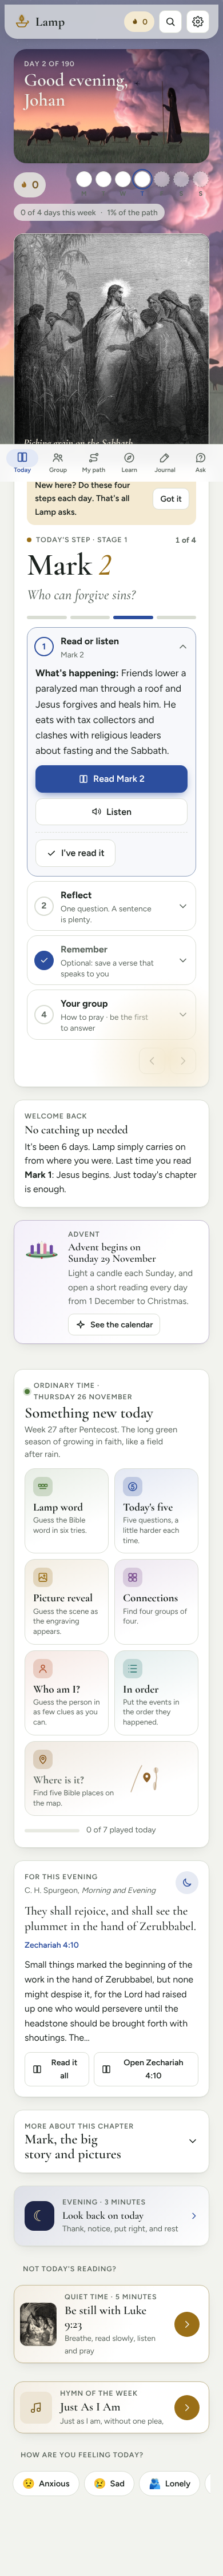 Lamp
0
DAY 2 OF 190
Good evening,
Johan
0
T
S
0 of 4 days this week · 1% of the path
Picking grain on the Sabbath
Today
Group
My path
Learn
Journal
Ask
New here? Do these four
steps each day. That's all
Lamp asks.
Got it
TODAY'S STEP · STAGE 1
1 of 4
Mark 2
Who can forgive sins?
1
Read or listen
Mark 2
What's happening: Friends lower a
paralyzed man through a roof and
Jesus forgives and heals him. He
eats with tax collectors and
clashes with religious leaders
about fasting and the Sabbath.
Read Mark 2
Listen
I've read it
2
Reflect
One question. A sentence
is plenty.
Remember
Optional: save a verse that
speaks to you
4
Your group
How to pray · be the first
to answer
WELCOME BACK
No catching up needed
It's been 6 days. Lamp simply carries on
from where you were. Last time you read
Mark 1: Jesus begins. Just today's chapter
is enough.
ADVENT
Advent begins on
Sunday 29 November
Light a candle each Sunday, and
open a short reading every day
from 1 December to Christmas.
See the calendar
ORDINARY TIME ·
THURSDAY 26 NOVEMBER
Something new today
Week 27 after Pentecost. The long green
season of growing in faith, like a field
after rain.
Lamp word
Guess the Bible
word in six tries.
Today's five
Five questions, a
little harder each
time.
Picture reveal
Guess the scene as
the engraving
appears.
Connections
Find four groups of
four.
Who am I?
Guess the person in
as few clues as you
can.
In order
Put the events in
the order they
happened.
Where is it?
Find five Bible places on
the map.
0 of 7 played today
FOR THIS EVENING
C. H. Spurgeon, Morning and Evening
They shall rejoice, and shall see the
plummet in the hand of Zerubbabel.
Zechariah 4:10
Small things marked the beginning of the
work in the hand of Zerubbabel, but none
might despise it, for the Lord had raised
up one who would persevere until the
headstone should be brought forth with
shoutings. The…
Read it
all
Open Zechariah
4:10
MORE ABOUT THIS CHAPTER
Mark, the big
story and pictures
EVENING · 3 MINUTES
Look back on today
Thank, notice, put right, and rest
NOT TODAY'S READING?
QUIET TIME · 5 MINUTES
Be still with Luke
9:23
Breathe, read slowly, listen
and pray
HYMN OF THE WEEK
Just As I Am
Just as I am, without one plea,
HOW ARE YOU FEELING TODAY?
Anxious
Sad
Lonely